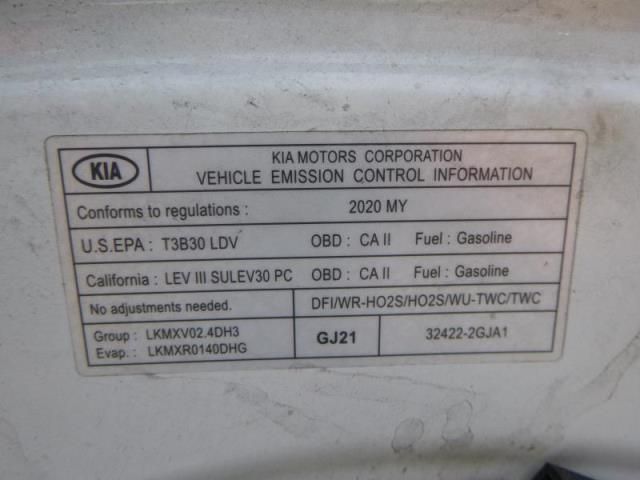 KIA
KIA MOTORS CORPORATION
VEHICLE EMISSION CONTROL INFORMATION
Conforms to regulations : 2020 MY
U.S.EPA : T3B30 LDV OBD : CA II Fuel : Gasoline
California : LEV III SULEV30 PC OBD : CA II Fuel : Gasoline
No adjustments needed. DFI/WR-HO2S/HO2S/WU-TWC/TWC
Group : LKMXV02.4DH3
Evap. : LKMXR0140DHG
GJ21
32422-2GJA1